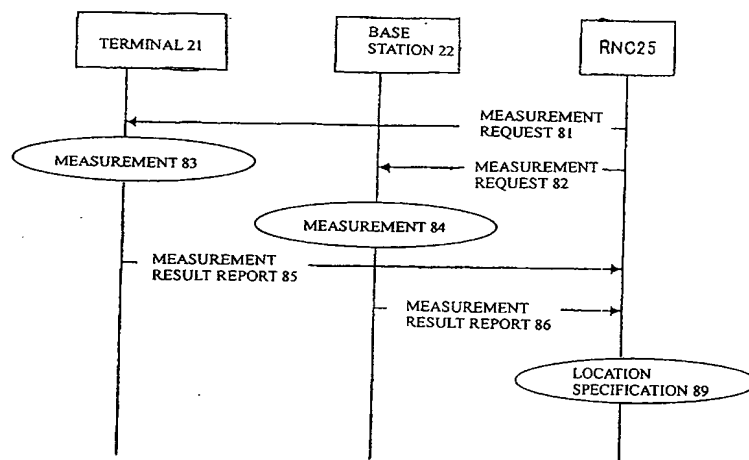 TERMINAL 21
BASE
STATION 22
RNC25
MEASUREMENT
REQUEST 81
MEASUREMENT 83
MEASUREMENT
REQUEST 82
MEASUREMENT 84
MEASUREMENT
RESULT REPORT 85
MEASUREMENT
RESULT REPORT 86
LOCATION
SPECIFICATION 89